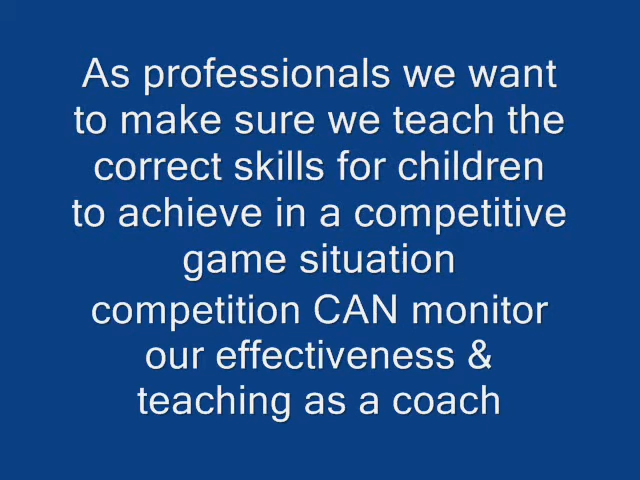 As professionals we want
to make sure we teach the
correct skills for children
to achieve in a competitive
game situation
competition CAN monitor
our effectiveness &
teaching as a coach